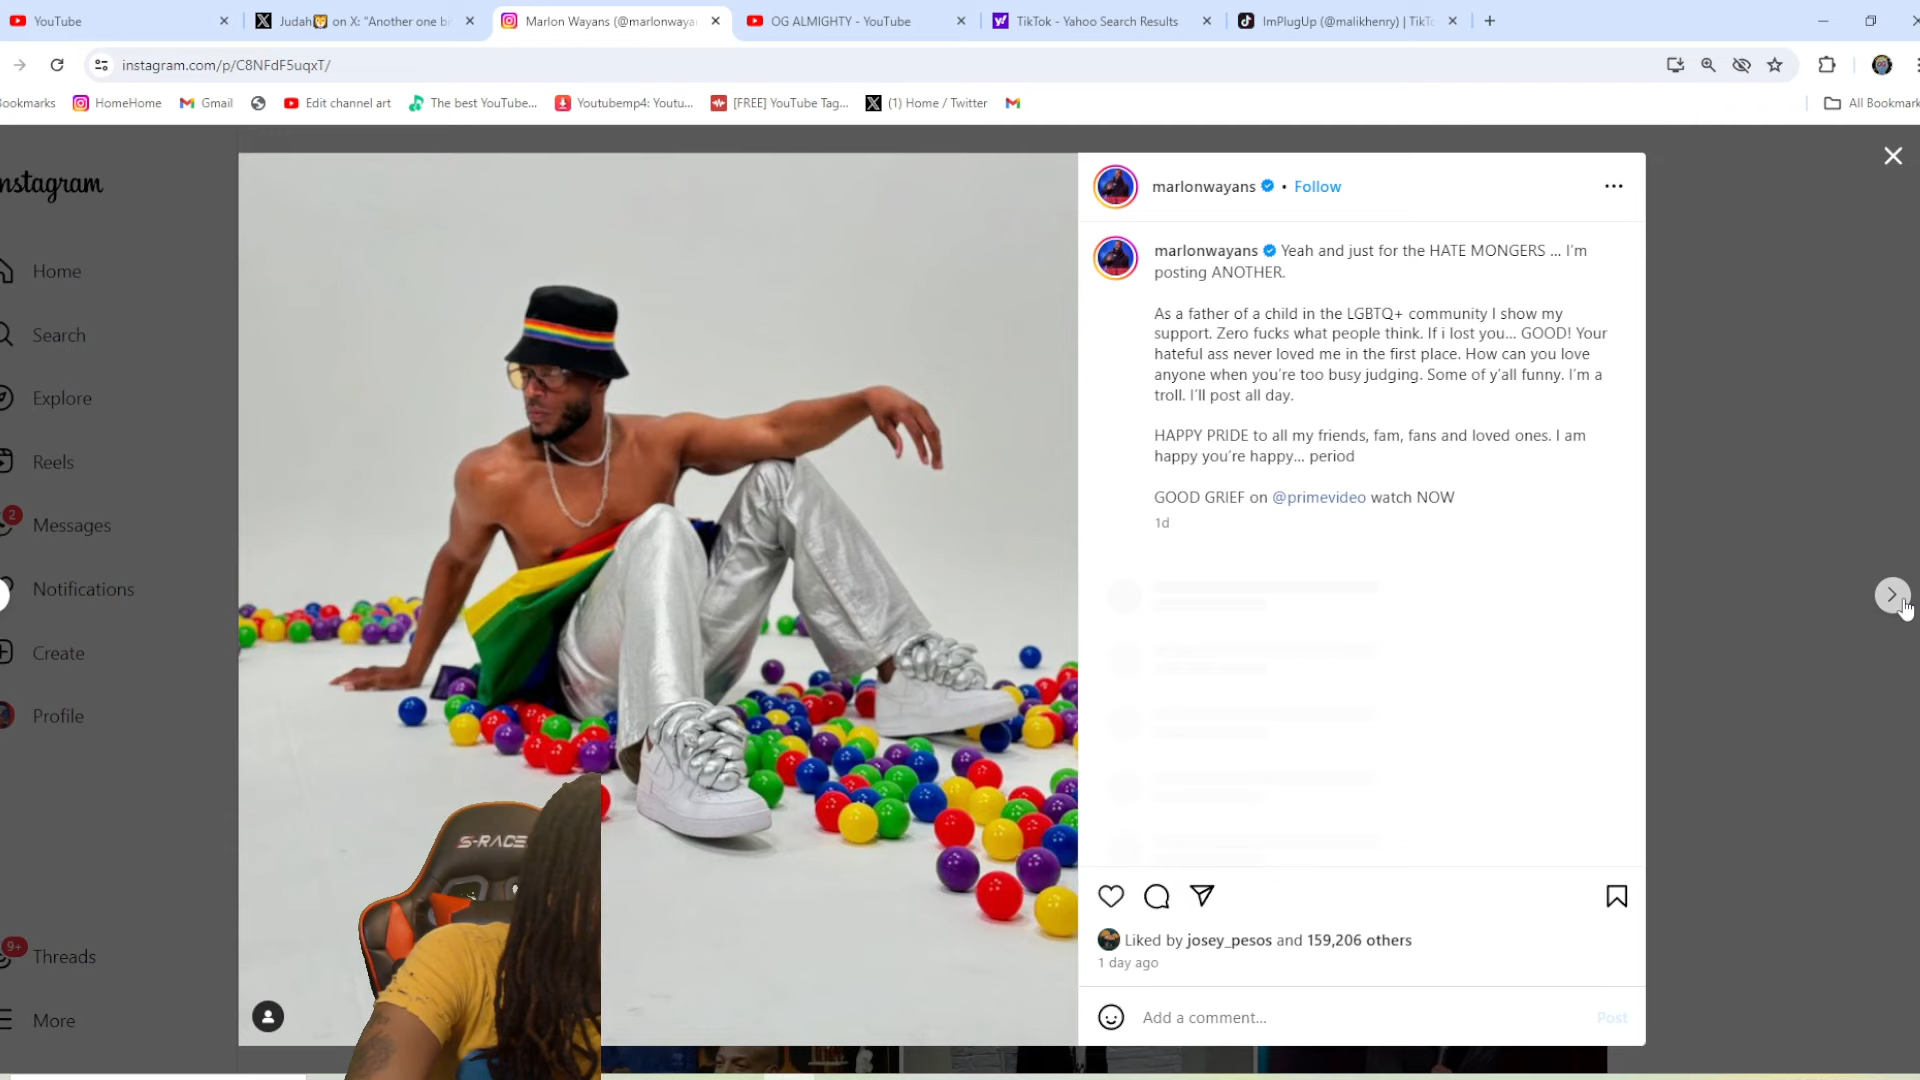 YouTube
Judah🦁 on X: "Another one bi
Marlon Wayans (@marlonwaya
OG ALMIGHTY - YouTube
TikTok - Yahoo Search Results
ImPlugUp (@malikhenry) | TikTo
instagram.com/p/C8NFdF5uqxT/
ookmarks
HomeHome
Gmail
Edit channel art
The best YouTube...
Youtubemp4: Youtu...
[FREE] YouTube Tag...
(1) Home / Twitter
All Bookmark
nstagram
Home
Search
Explore
Reels
2
Messages
Notifications
Create
Profile
9+
Threads
More
marlonwayans • Follow
marlonwayans Yeah and just for the HATE MONGERS ... I'm
posting ANOTHER.
As a father of a child in the LGBTQ+ community I show my
support. Zero fucks what people think. If i lost you... GOOD! Your
hateful ass never loved me in the first place. How can you love
anyone when you're too busy judging. Some of y'all funny. I'm a
troll. I'll post all day.
HAPPY PRIDE to all my friends, fam, fans and loved ones. I am
happy you're happy... period
GOOD GRIEF on @primevideo watch NOW
1d
Liked by josey_pesos and 159,206 others
1 day ago
Add a comment...
Post
S-RACE